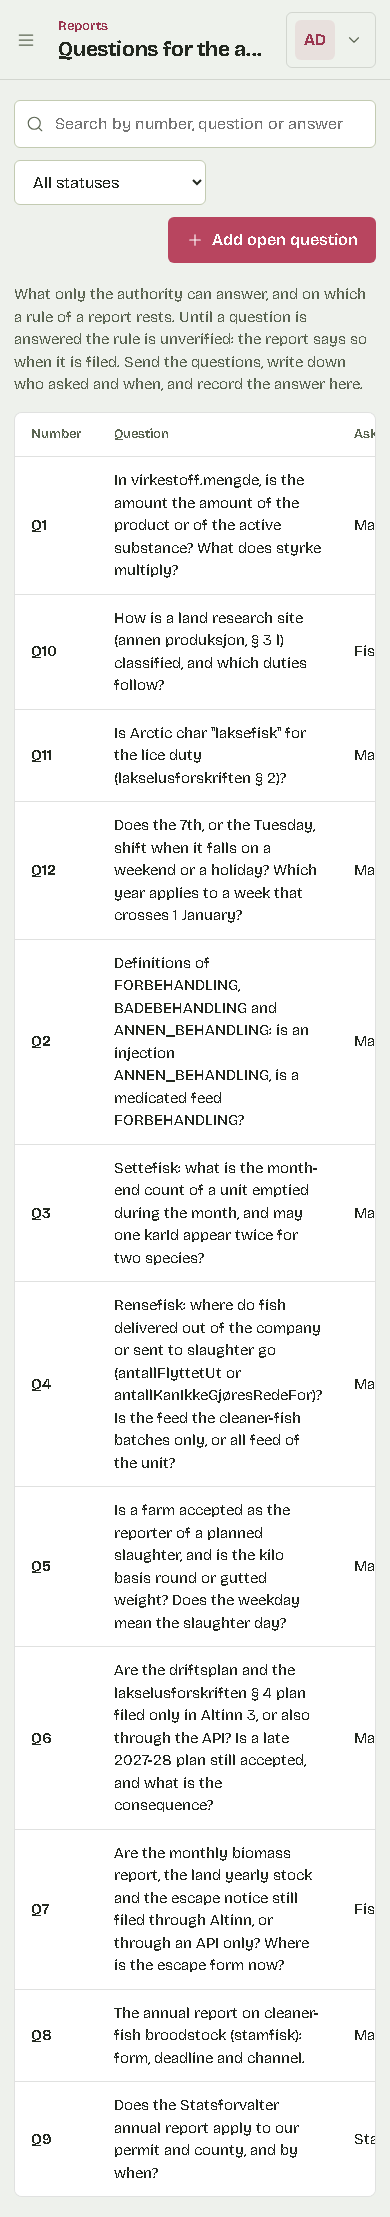 Reports
Questions for the a...
AD
Search by number, question or answer
All statuses
Add open question
What only the authority can answer, and on which
a rule of a report rests. Until a question is
answered the rule is unverified: the report says so
when it is filed. Send the questions, write down
who asked and when, and record the answer here.
Number Question Ask
In virkestoff.mengde, is the
amount the amount of the
Q1 product or of the active Ma
substance? What does styrke
multiply?
How is a land research site
(annen produksjon, § 3 l)
Q10 classified, and which duties Fis
follow?
Is Arctic char "laksefisk" for
Q11 the lice duty Ma
(lakselusforskriften § 2)?
Does the 7th, or the Tuesday,
shift when it falls on a
Q12 weekend or a holiday? Which Ma
year applies to a week that
crosses 1 January?
Definitions of
FORBEHANDLING,
BADEBEHANDLING and
ANNEN_BEHANDLING: is an
Q2 injection Ma
ANNEN_BEHANDLING, is a
medicated feed
FORBEHANDLING?
Settefisk: what is the month-
end count of a unit emptied
Q3 during the month, and may Ma
one karId appear twice for
two species?
Rensefisk: where do fish
delivered out of the company
or sent to slaughter go
(antallFlyttetUt or
Q4 antallKanIkkeGjøresRedeFor)? Ma
Is the feed the cleaner-fish
batches only, or all feed of
the unit?
Is a farm accepted as the
reporter of a planned
slaughter, and is the kilo
Q5 basis round or gutted Ma
weight? Does the weekday
mean the slaughter day?
Are the driftsplan and the
lakselusforskriften § 4 plan
filed only in Altinn 3, or also
Q6 through the API? Is a late Ma
2027-28 plan still accepted,
and what is the
consequence?
Are the monthly biomass
report, the land yearly stock
and the escape notice still
Q7 filed through Altinn, or Fis
through an API only? Where
is the escape form now?
The annual report on cleaner-
Q8 fish broodstock (stamfisk): Ma
form, deadline and channel.
Does the Statsforvalter
annual report apply to our
Q9 permit and county, and by Sta
when?